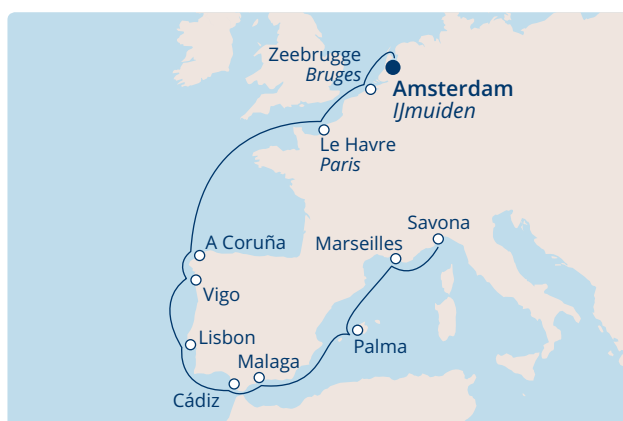 Zeebrugge
Bruges
Amsterdam
IJmuiden
Le Havre
Paris
Savona
A Coruña
Marseilles
Vigo
Lisbon
Palma
Malaga
Cádiz